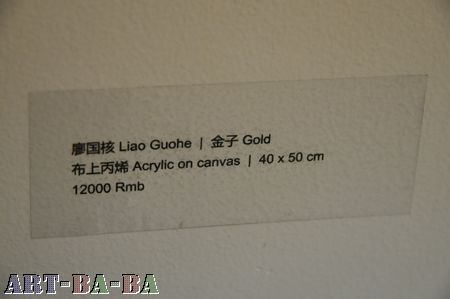 廖国核 Liao Guohe | 金子 Gold
布上丙烯 Acrylic on canvas | 40 x 50 cm
12000 Rmb
ART-BA-BA